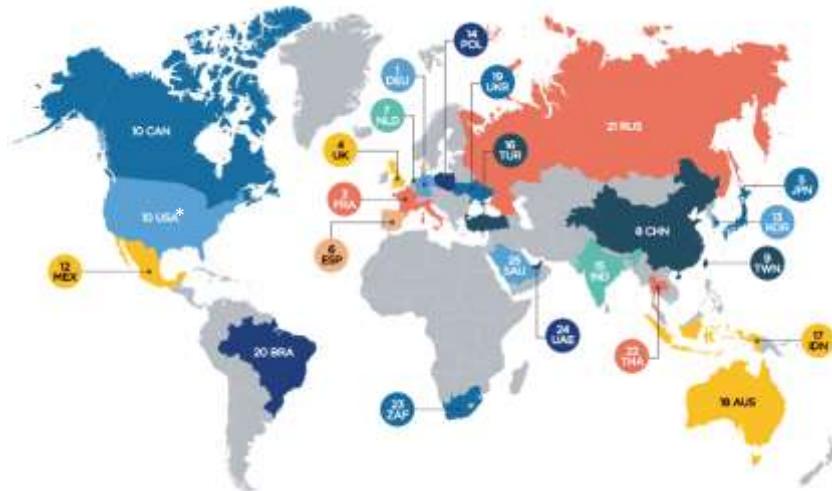 14
POL
1
DEU
19
UKR
7
NLD
10 CAN
21 RUS
4
UK
16
TUR
5
JPN
2
FRA
10 USA*
13
KOR
8 CHN
6
ESP
9
TWN
12
MEX
25
SAU
15
IND
24
UAE
17
IDN
20 BRA
22
THA
18 AUS
23
ZAF